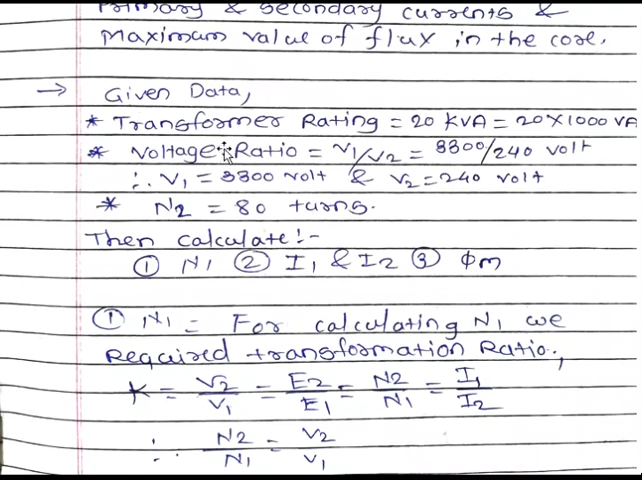 Primary & secondary currents &
Maximum value of flux in the core.
→ Given Data,
* Transformer Rating = 20 KVA = 20×1000 VA
* Voltage Ratio = V1/V2 = 3300/240 volt
∴ V1 = 3300 volt & V2 = 240 volt
* N2 = 80 turns.
Then calculate:-
① N1 ② I1 & I2 ③ ϕm
① N1 = For calculating N1 we
Required transformation Ratio.,
K = V2/V1 = E2/E1 = N2/N1 = I1/I2
∴ N2/N1 = V2/V1